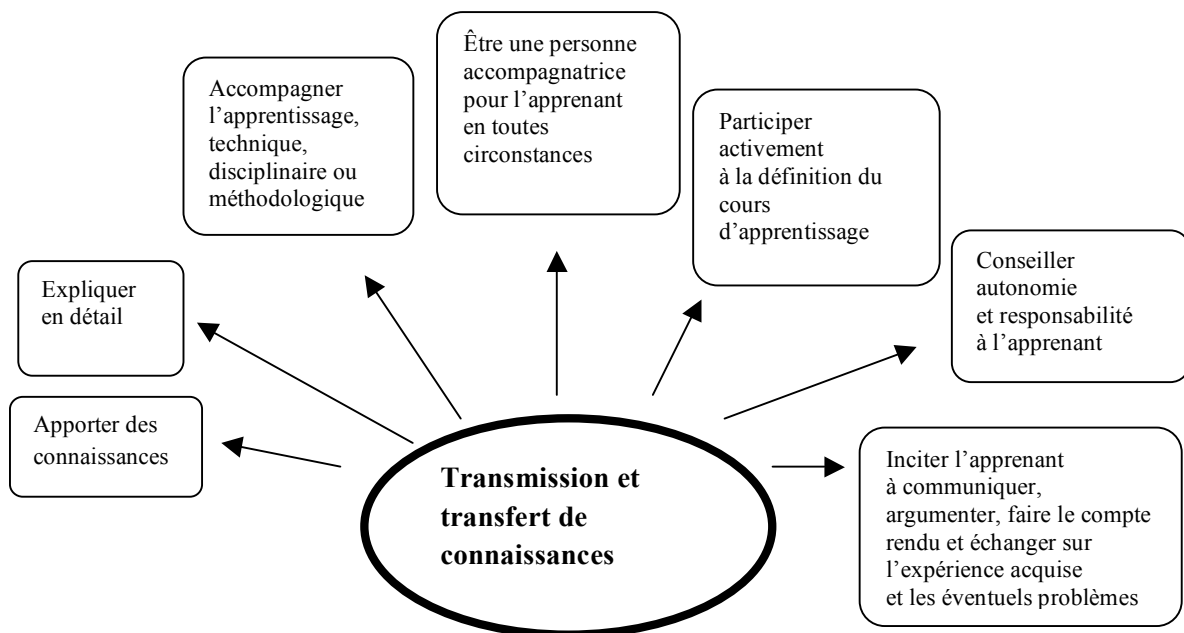 Être une personne
accompagnatrice
pour l’apprenant
en toutes
circonstances
Accompagner
l’apprentissage,
technique,
disciplinaire ou
méthodologique
Participer
activement
à la définition du
cours
d’apprentissage
Conseiller
autonomie
et responsabilité
à l’apprenant
Expliquer
en détail
Apporter des
connaissances
Transmission et
transfert de
connaissances
Inciter l’apprenant
à communiquer,
argumenter, faire le compte
rendu et échanger sur
l’expérience acquise
et les éventuels problèmes